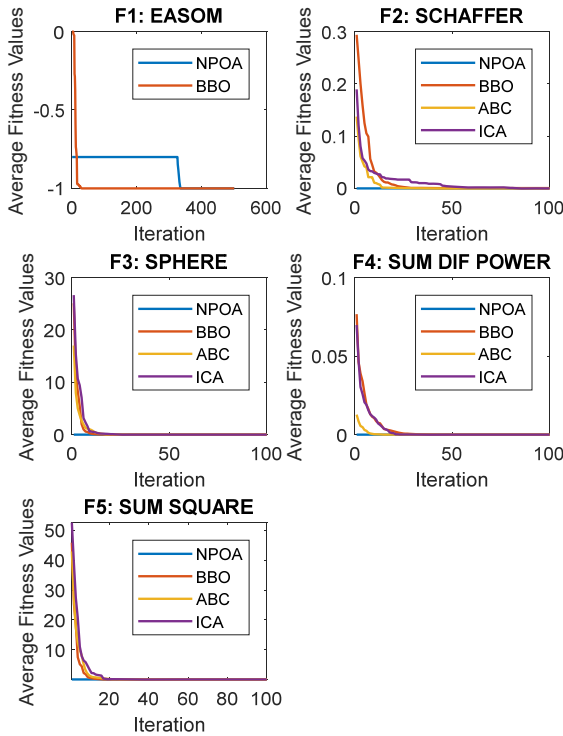 F1: EASOM
Average Fitness Values
0
-0.5
-1
NPOA
BBO
0 200 400 600
Iteration
F2: SCHAFFER
Average Fitness Values
0.3
0.2
0.1
0
NPOA
BBO
ABC
ICA
0 50 100
Iteration
F3: SPHERE
Average Fitness Values
30
20
10
0
NPOA
BBO
ABC
ICA
0 50 100
Iteration
F4: SUM DIF POWER
Average Fitness Values
0.1
0.05
0
NPOA
BBO
ABC
ICA
0 50 100
Iteration
F5: SUM SQUARE
Average Fitness Values
50
40
30
20
10
NPOA
BBO
ABC
ICA
20 40 60 80 100
Iteration